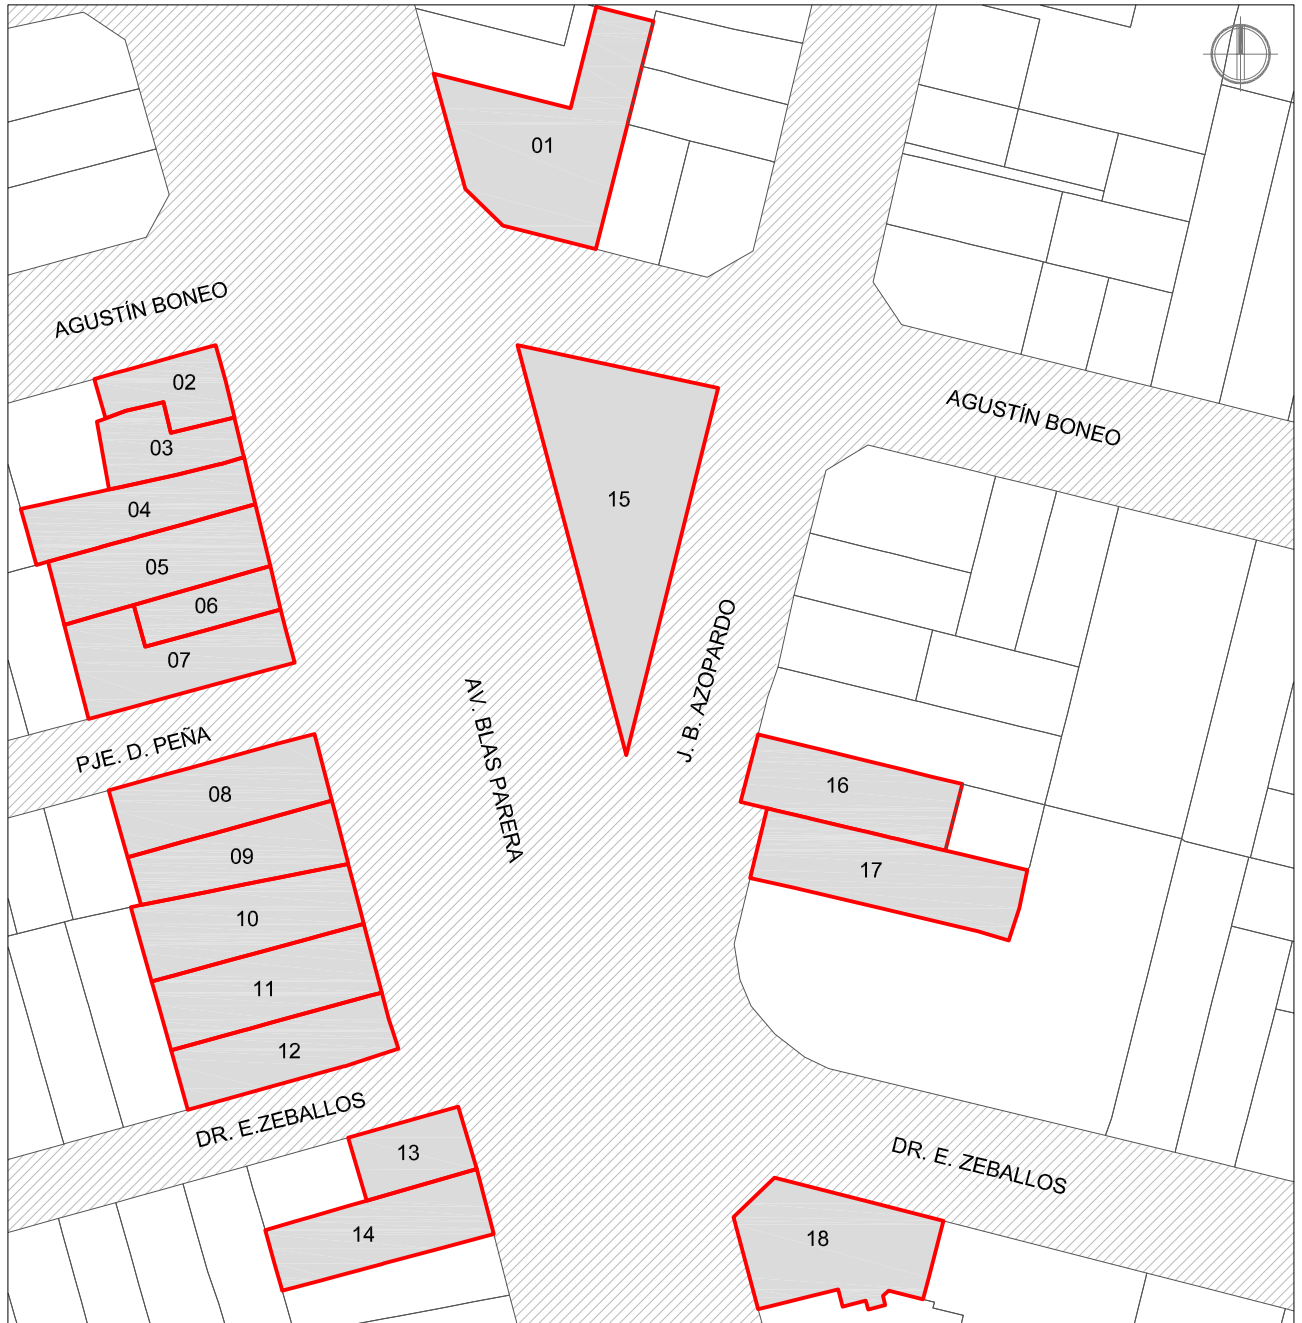 01
AGUSTÍN BONEO
02
AGUSTÍN BONEO
03
15
04
05
06
J. B. AZOPARDO
07
AV. BLAS PARERA
PJE. D. PEÑA
16
08
09
17
10
11
12
DR. E.ZEBALLOS
13
DR. E. ZEBALLOS
14
18